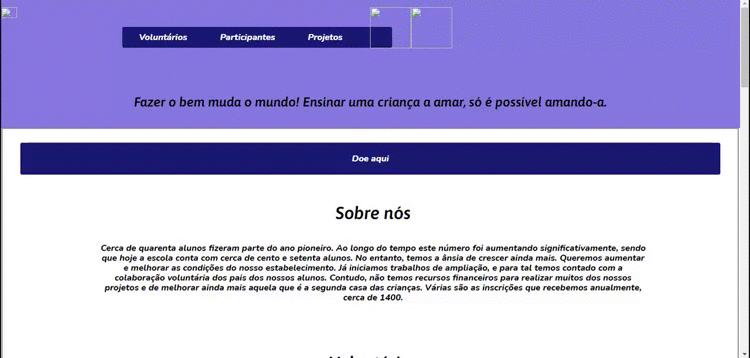 Voluntários Participantes Projetos
Fazer o bem muda o mundo! Ensinar uma criança a amar, só é possível amando-a.
Doe aqui
Sobre nós
Cerca de quarenta alunos fizeram parte do ano pioneiro. Ao longo do tempo este número foi aumentando significativamente, sendo
que hoje a escola conta com cerca de cento e setenta alunos. No entanto, temos a ânsia de crescer ainda mais. Queremos aumentar
e melhorar as condições do nosso estabelecimento. Já iniciamos trabalhos de ampliação, e para tal temos contado com a
colaboração voluntária dos pais dos nossos alunos. Contudo, não temos recursos financeiros para realizar muitos dos nossos
projetos e de melhorar ainda mais aquela que é a segunda casa das crianças. Várias são as inscrições que recebemos anualmente,
cerca de 1400.